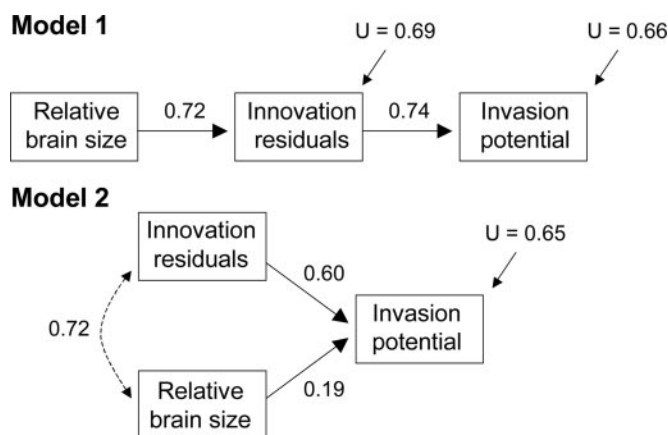 Model 1
U = 0.69
U = 0.66
Relative
brain size
0.72
Innovation
residuals
0.74
Invasion
potential
Model 2
Innovation
residuals
U = 0.65
0.60
Invasion
potential
0.72
Relative
brain size
0.19